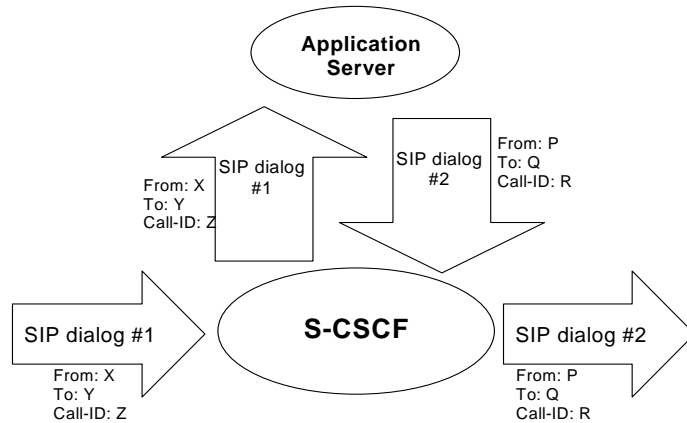 Application
Server
SIP dialog
#1
From: X
To: Y
Call-ID: Z
SIP dialog
#2
From: P
To: Q
Call-ID: R
SIP dialog #1
From: X
To: Y
Call-ID: Z
S-CSCF
SIP dialog #2
From: P
To: Q
Call-ID: R